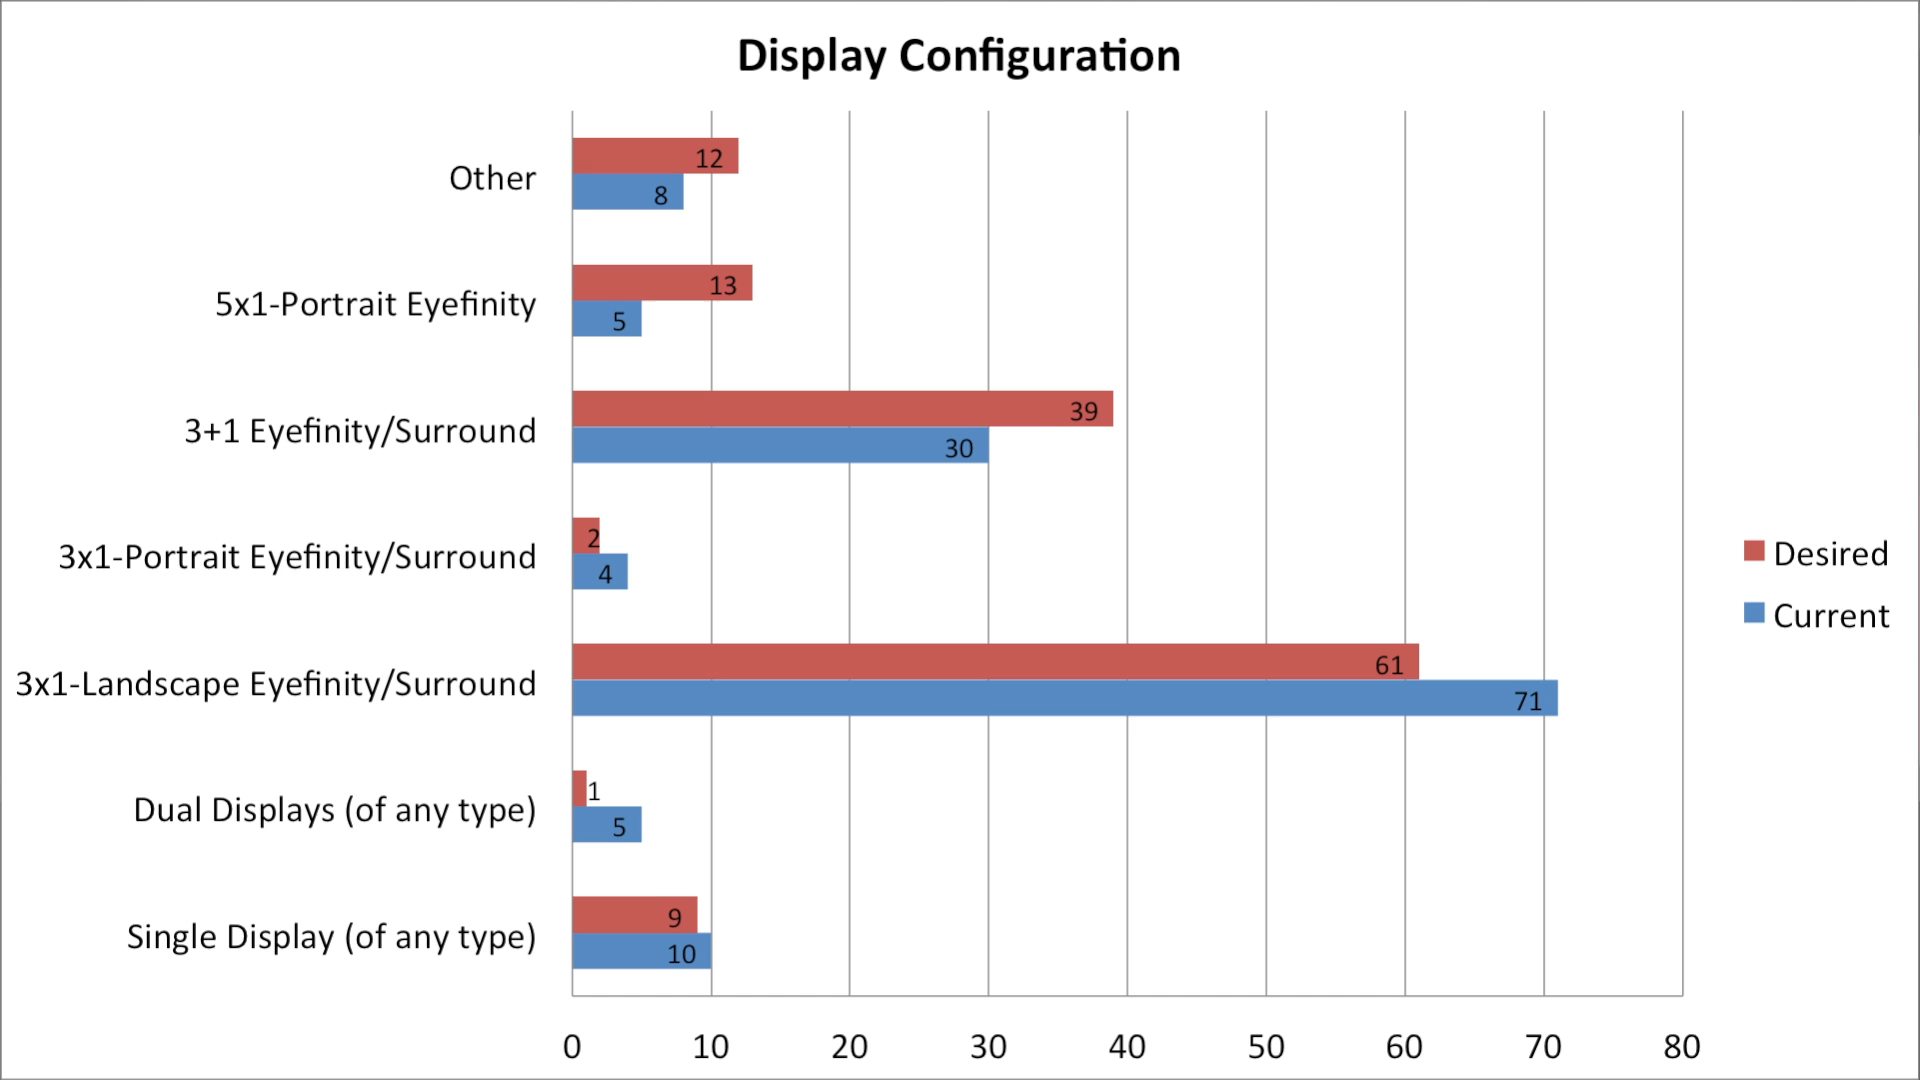 Display Configuration
Other
12
8
5x1-Portrait Eyefinity
13
5
3+1 Eyefinity/Surround
39
30
3x1-Portrait Eyefinity/Surround
2
4
3x1-Landscape Eyefinity/Surround
61
71
Dual Displays (of any type)
1
5
Single Display (of any type)
9
10
0 10 20 30 40 50 60 70 80
Desired
Current